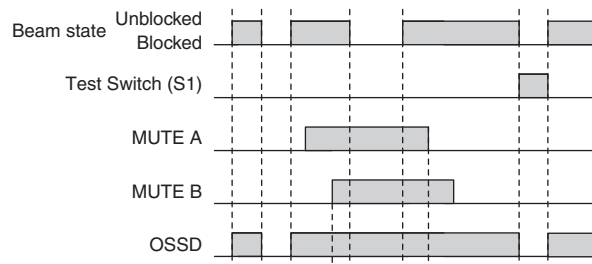 Unblocked
Beam state
Blocked
Test Switch (S1)
MUTE A
MUTE B
OSSD